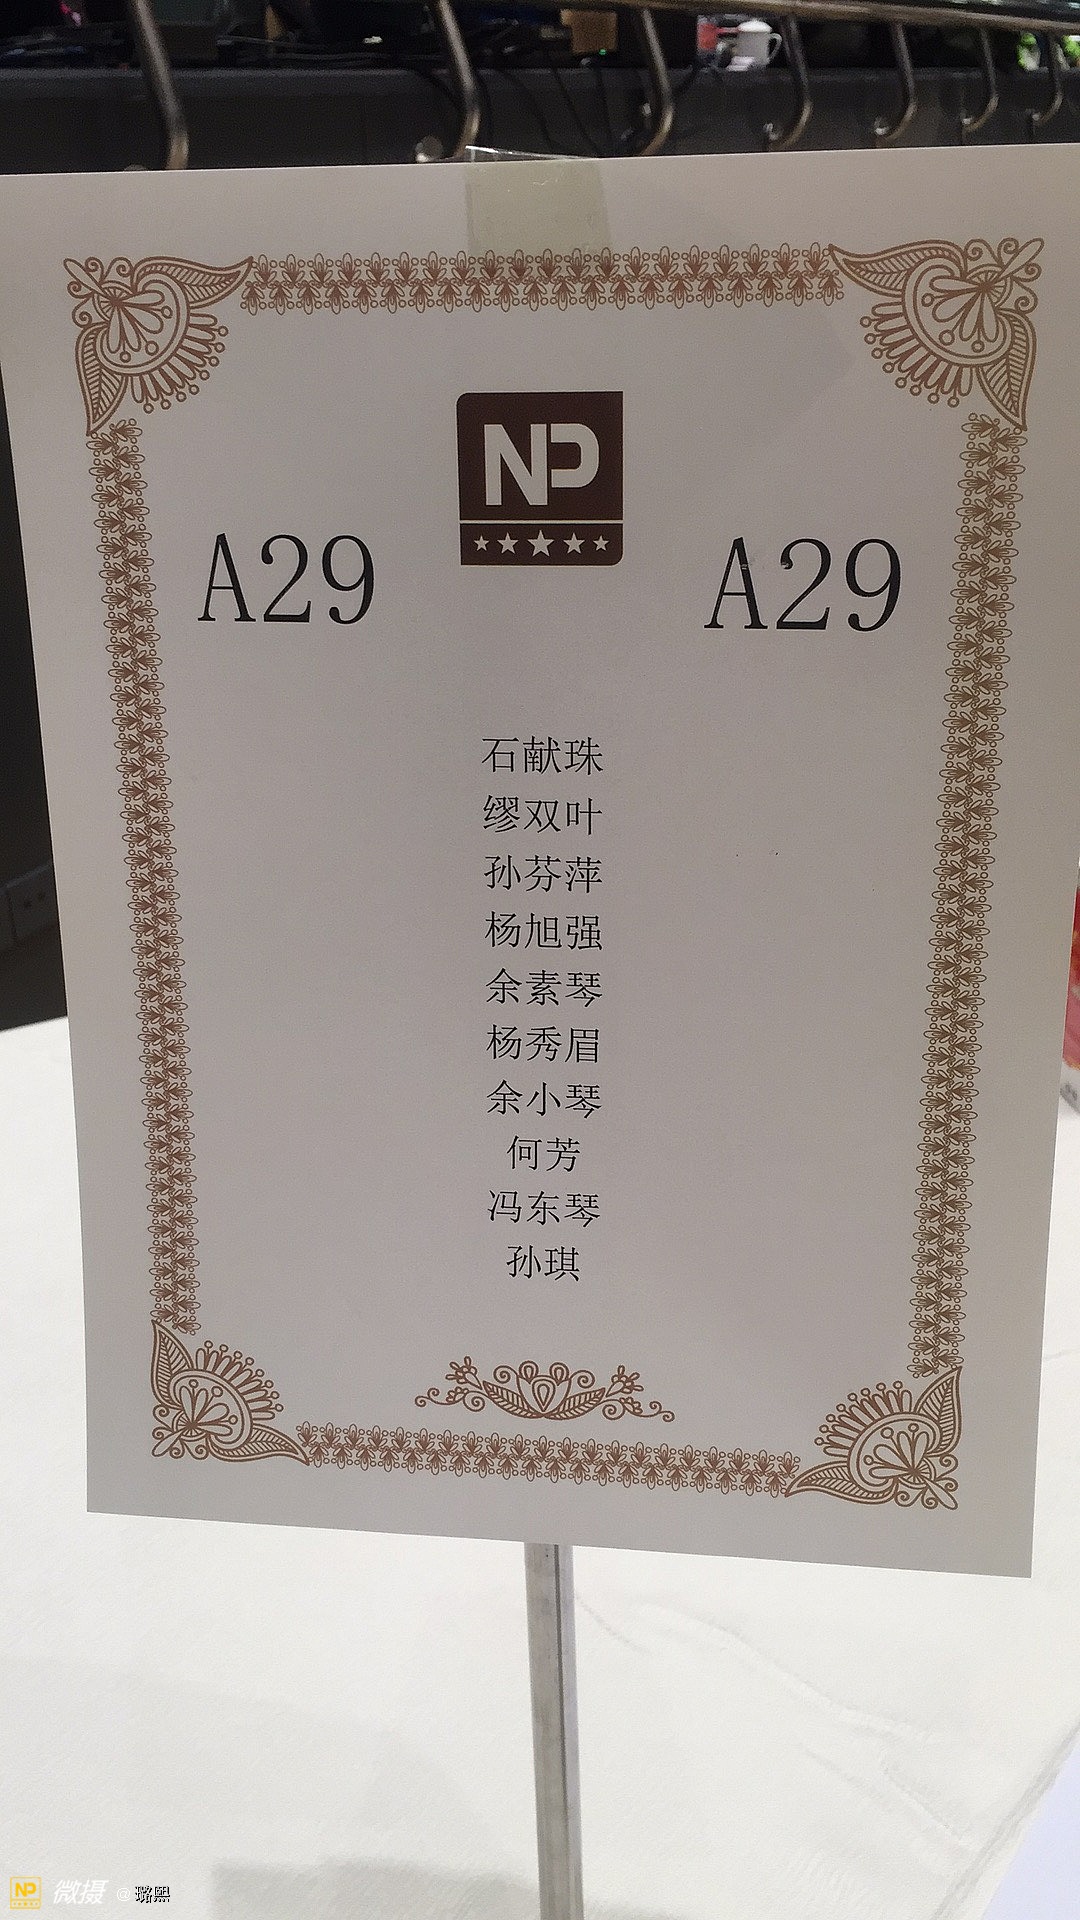 NP
A29 A29
石献珠
缪双叶
孙芬萍
杨旭强
余素琴
杨秀眉
余小琴
何芳
冯东琴
孙琪
NP 微摄 @ 璐熙